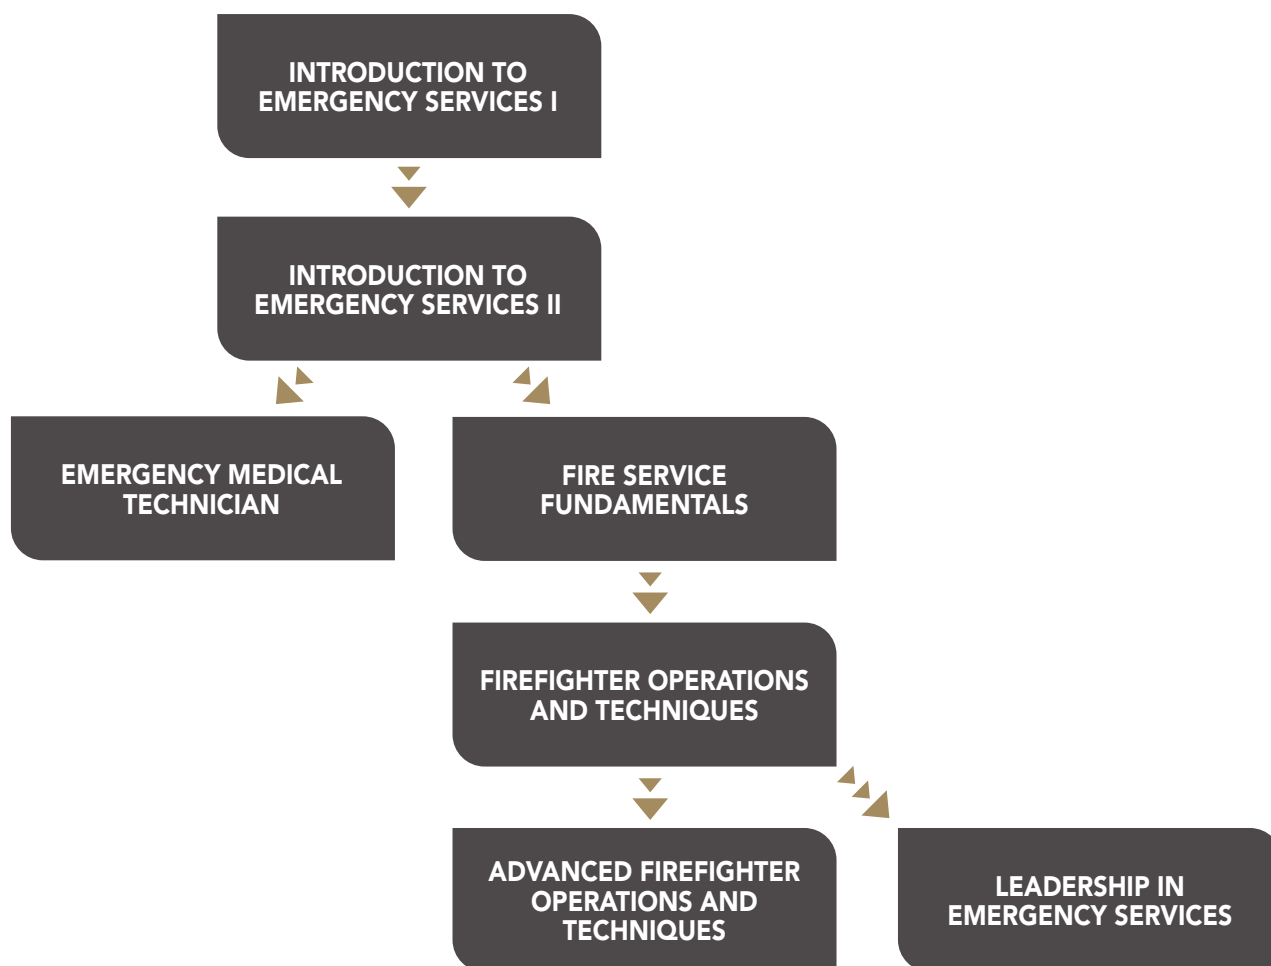 INTRODUCTION TO
EMERGENCY SERVICES I
INTRODUCTION TO
EMERGENCY SERVICES II
EMERGENCY MEDICAL
TECHNICIAN
FIRE SERVICE
FUNDAMENTALS
FIREFIGHTER OPERATIONS
AND TECHNIQUES
ADVANCED FIREFIGHTER
OPERATIONS AND
TECHNIQUES
LEADERSHIP IN
EMERGENCY SERVICES